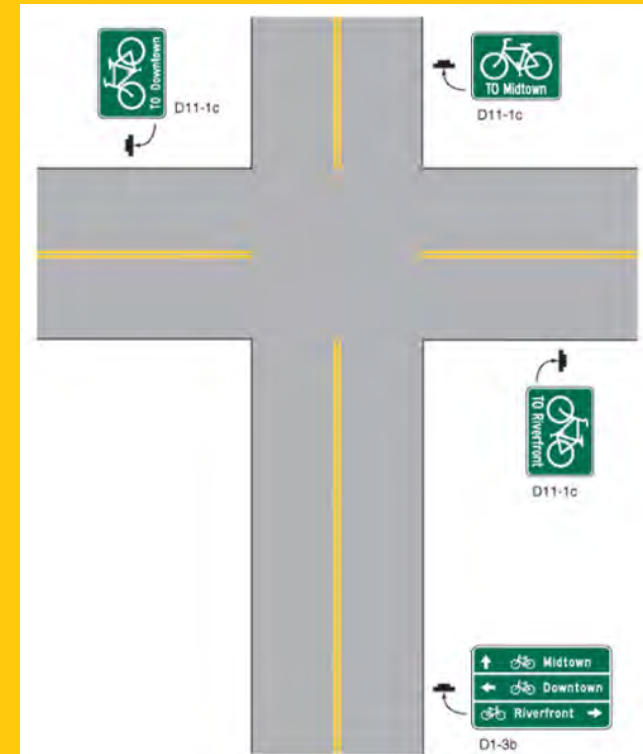 TO Downtown
D11-1c
TO Midtown
D11-1c
TO Riverfront
D11-1c
↑ Midtown
← Downtown
Riverfront →
D1-3b